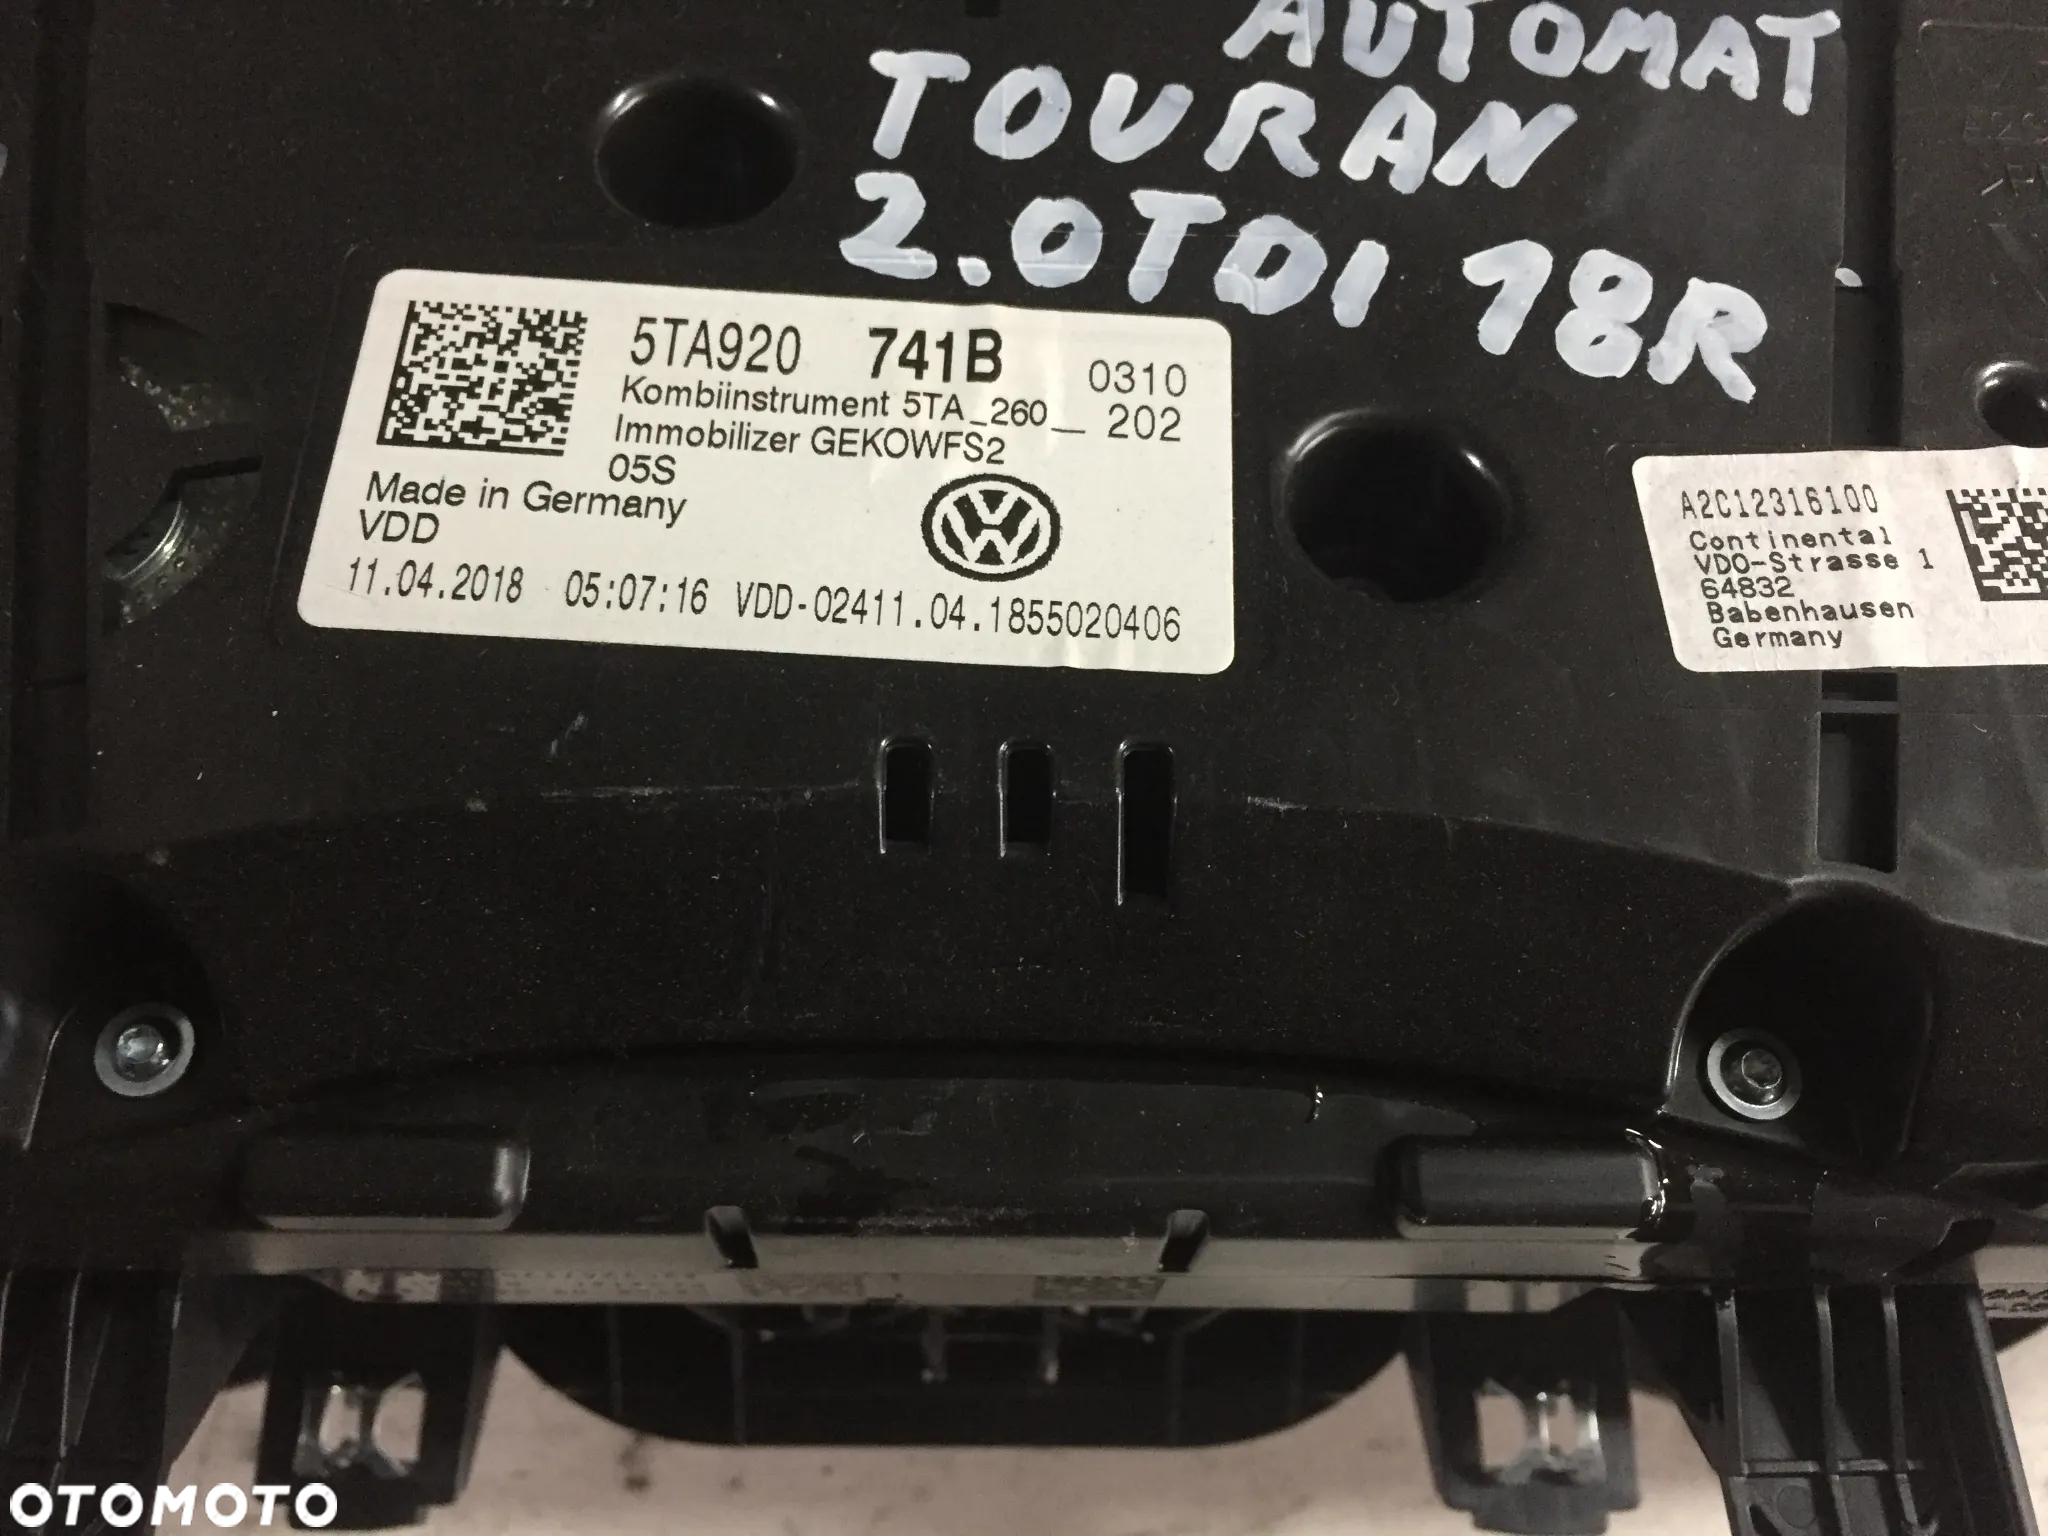 AUTOMAT
TOURAN
2.0TDI 18R
5TA920 741B 0310
Kombiinstrument 5TA_260__ 202
Immobilizer GEKOWFS2
05S
Made in Germany
VDD
11.04.2018 05:07:16 VDD-02411.04.1855020406
A2C12316100
Continental
VDO-Strasse 1
64832
Babenhausen
Germany
OTOMOTO